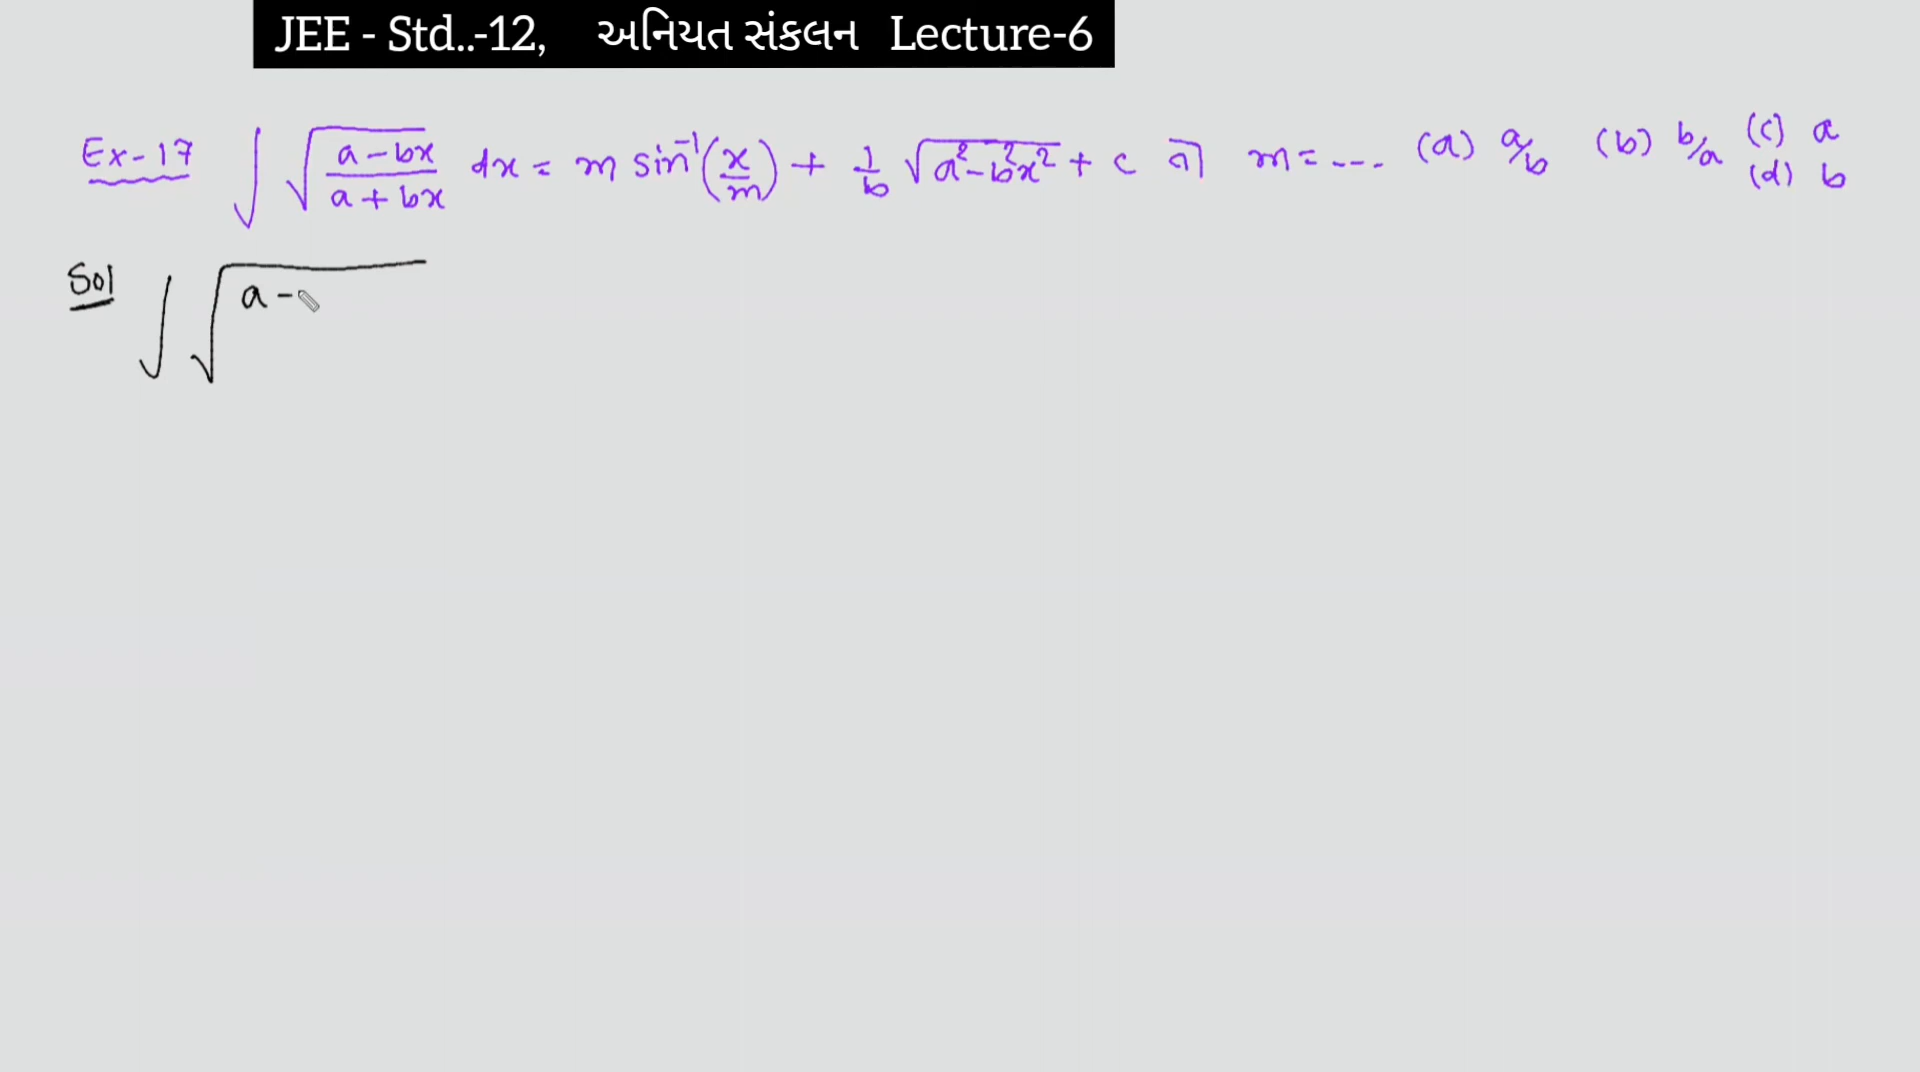 JEE - Std..-12, અનિયત સંકલન Lecture-6
Ex-17 ∫ √((a-bx)/(a+bx)) dx = m sin⁻¹(x/m) + 1/b √(a²-b²x²) + c તો m = --- (a) a/b (b) b/a (c) a
(d) b
Sol ∫ √(a -